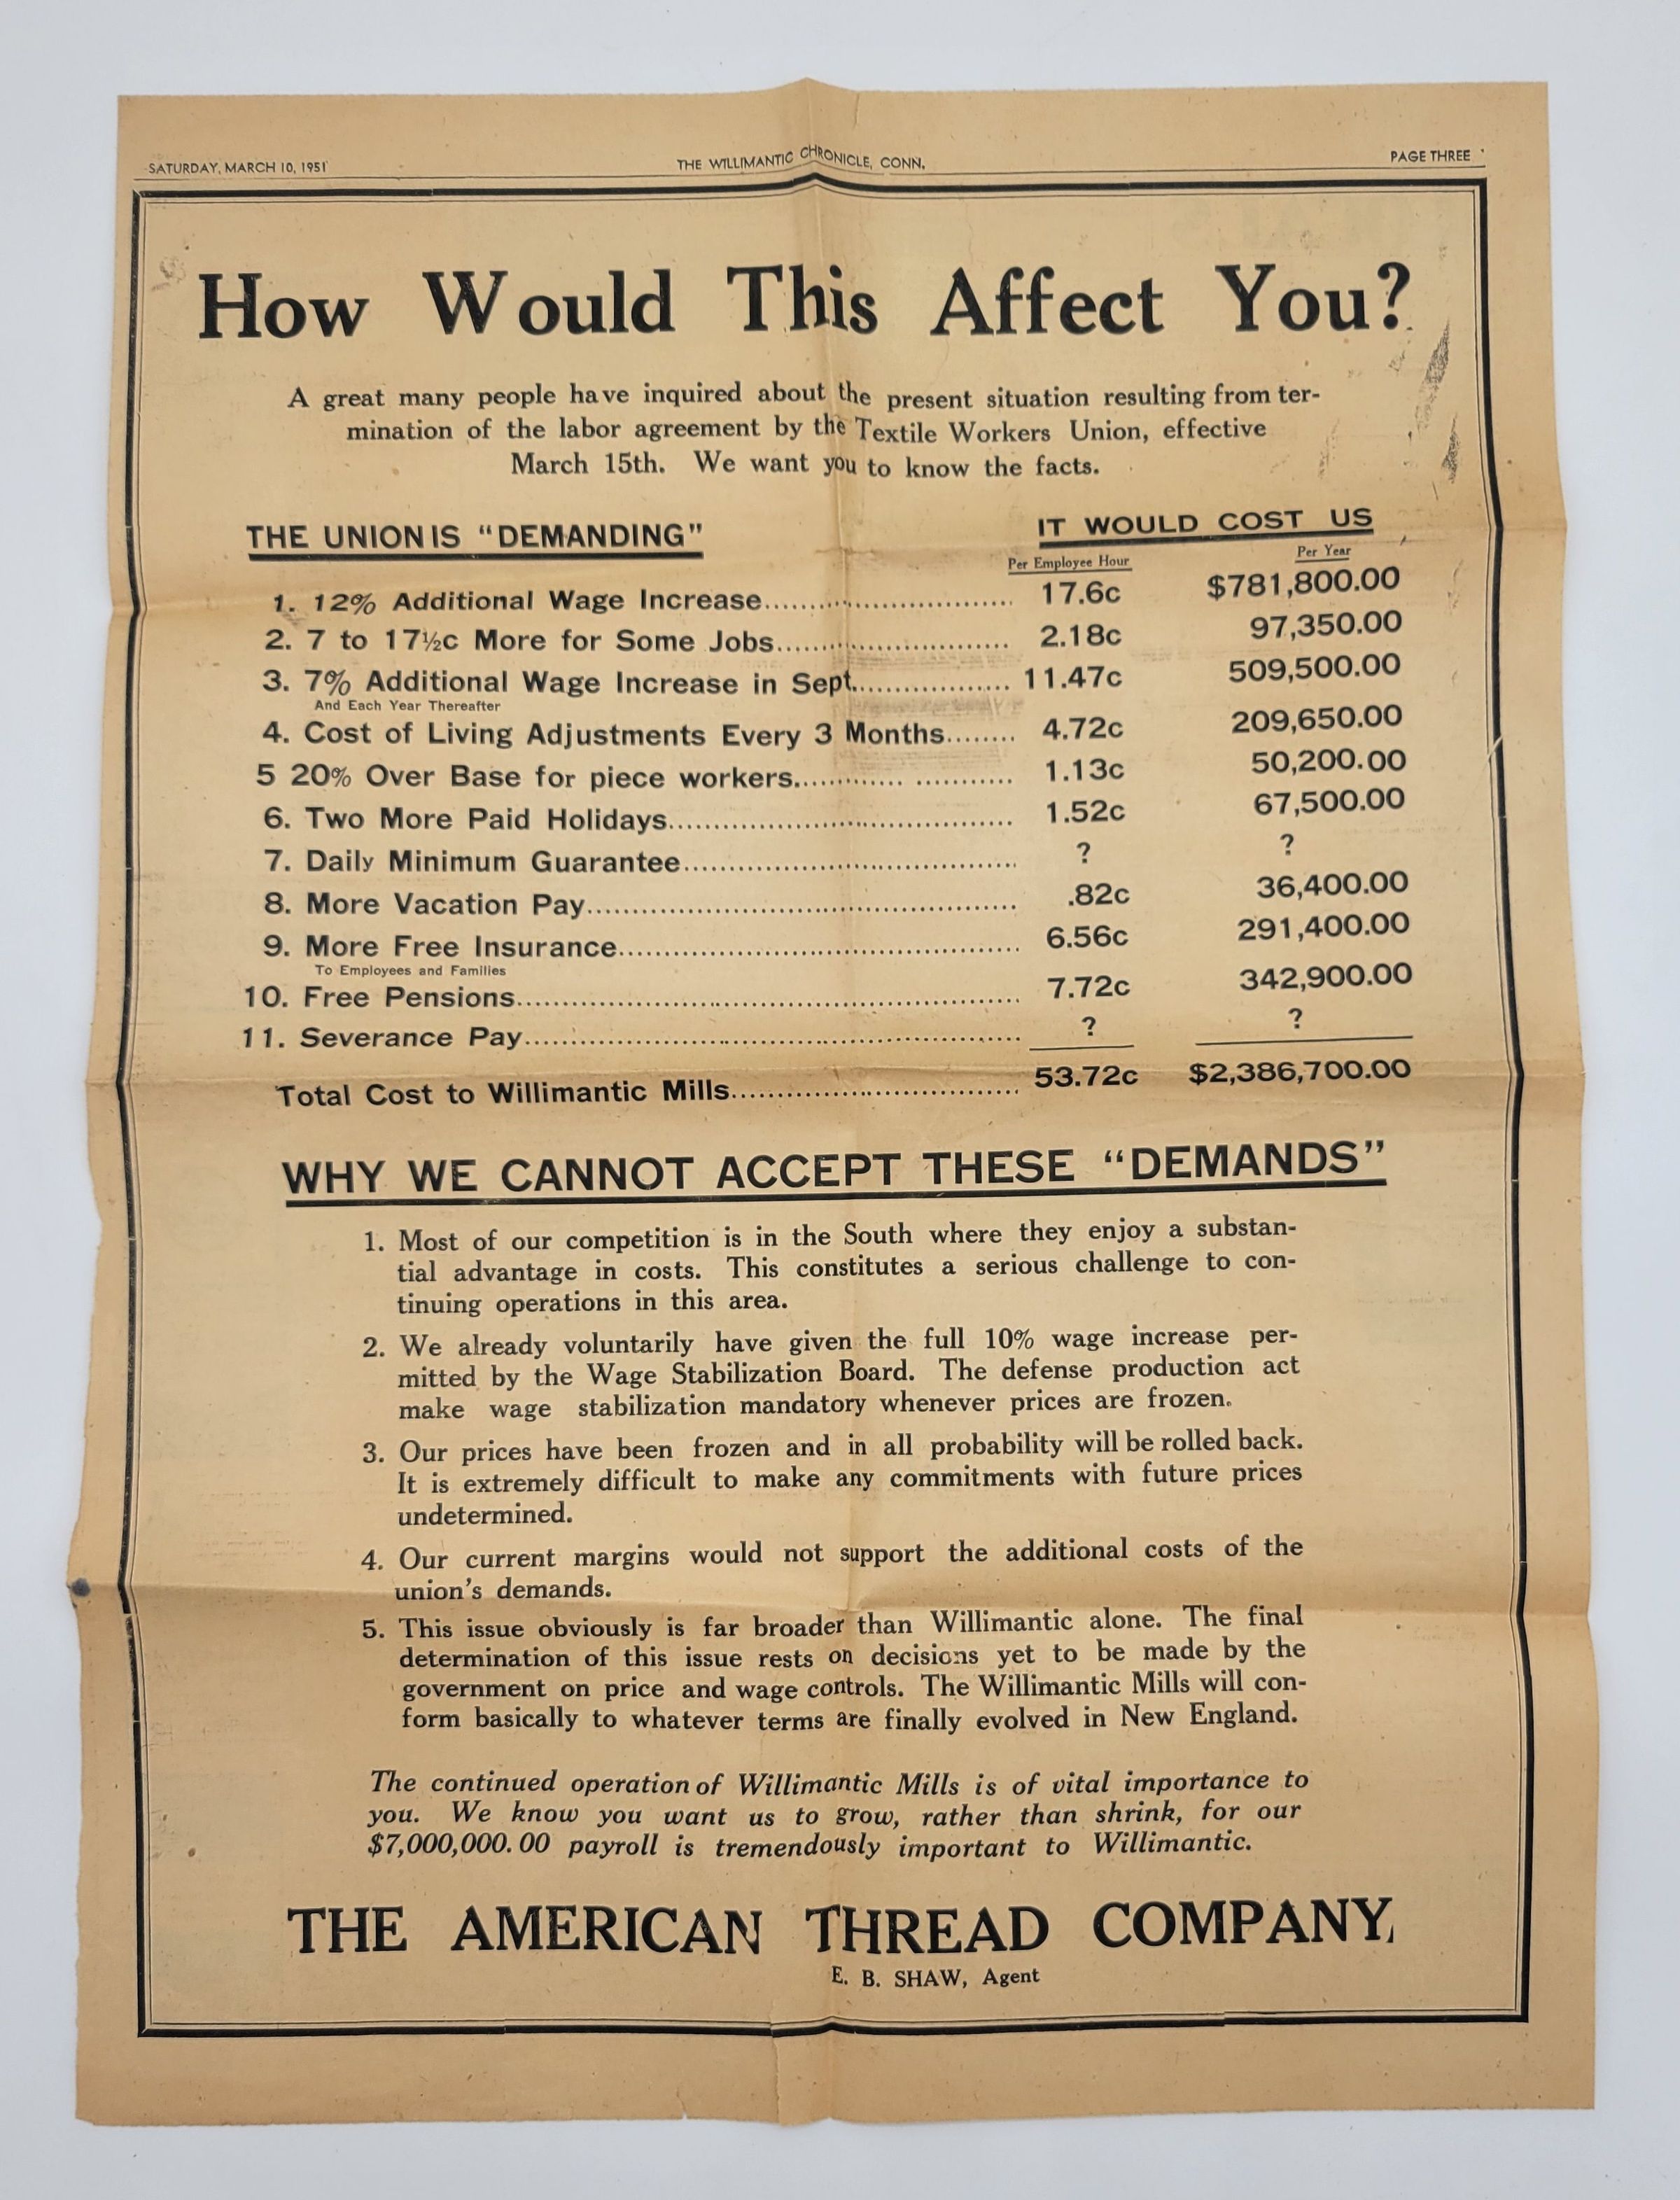 SATURDAY, MARCH 10, 1951 THE WILLIMANTIC CHRONICLE, CONN. PAGE THREE
How Would This Affect You?
A great many people have inquired about the present situation resulting from ter-
mination of the labor agreement by the Textile Workers Union, effective
March 15th. We want you to know the facts.
THE UNION IS “DEMANDING” IT WOULD COST US
Per Employee Hour Per Year
1. 12% Additional Wage Increase 17.6c $781,800.00
2. 7 to 17½c More for Some Jobs 2.18c 97,350.00
3. 7% Additional Wage Increase in Sept. 11.47c 509,500.00
And Each Year Thereafter
4. Cost of Living Adjustments Every 3 Months 4.72c 209,650.00
5 20% Over Base for piece workers. 1.13c 50,200.00
6. Two More Paid Holidays 1.52c 67,500.00
7. Daily Minimum Guarantee ? ?
8. More Vacation Pay .82c 36,400.00
9. More Free Insurance 6.56c 291,400.00
To Employees and Families
10. Free Pensions 7.72c 342,900.00
11. Severance Pay ? ?
Total Cost to Willimantic Mills 53.72c $2,386,700.00
WHY WE CANNOT ACCEPT THESE “DEMANDS”
1. Most of our competition is in the South where they enjoy a substan-
tial advantage in costs. This constitutes a serious challenge to con-
tinuing operations in this area.
2. We already voluntarily have given the full 10% wage increase per-
mitted by the Wage Stabilization Board. The defense production act
make wage stabilization mandatory whenever prices are frozen.
3. Our prices have been frozen and in all probability will be rolled back.
It is extremely difficult to make any commitments with future prices
undetermined.
4. Our current margins would not support the additional costs of the
union's demands.
5. This issue obviously is far broader than Willimantic alone. The final
determination of this issue rests on decisions yet to be made by the
government on price and wage controls. The Willimantic Mills will con-
form basically to whatever terms are finally evolved in New England.
The continued operation of Willimantic Mills is of vital importance to
you. We know you want us to grow, rather than shrink, for our
$7,000,000.00 payroll is tremendously important to Willimantic.
THE AMERICAN THREAD COMPANY,
E. B. SHAW, Agent